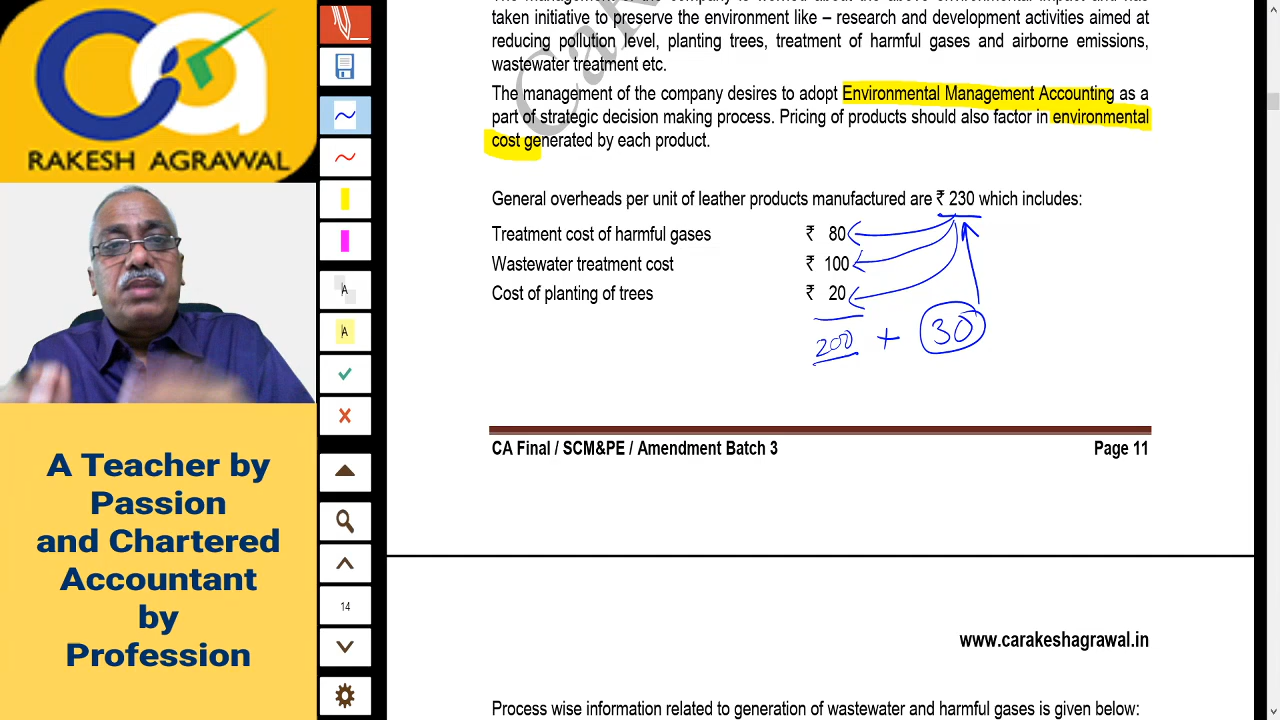 RAKESH AGRAWAL
A Teacher by
Passion
and Chartered
Accountant
by
Profession
A
A
14
taken initiative to preserve the environment like – research and development activities aimed at
reducing pollution level, planting trees, treatment of harmful gases and airborne emissions,
wastewater treatment etc.
The management of the company desires to adopt Environmental Management Accounting as a
part of strategic decision making process. Pricing of products should also factor in environmental
cost generated by each product.
General overheads per unit of leather products manufactured are ₹ 230 which includes:
Treatment cost of harmful gases ₹ 80
Wastewater treatment cost ₹ 100
Cost of planting of trees ₹ 20
200 + 30
CA Final / SCM&PE / Amendment Batch 3 Page 11
www.carakeshagrawal.in
Process wise information related to generation of wastewater and harmful gases is given below: